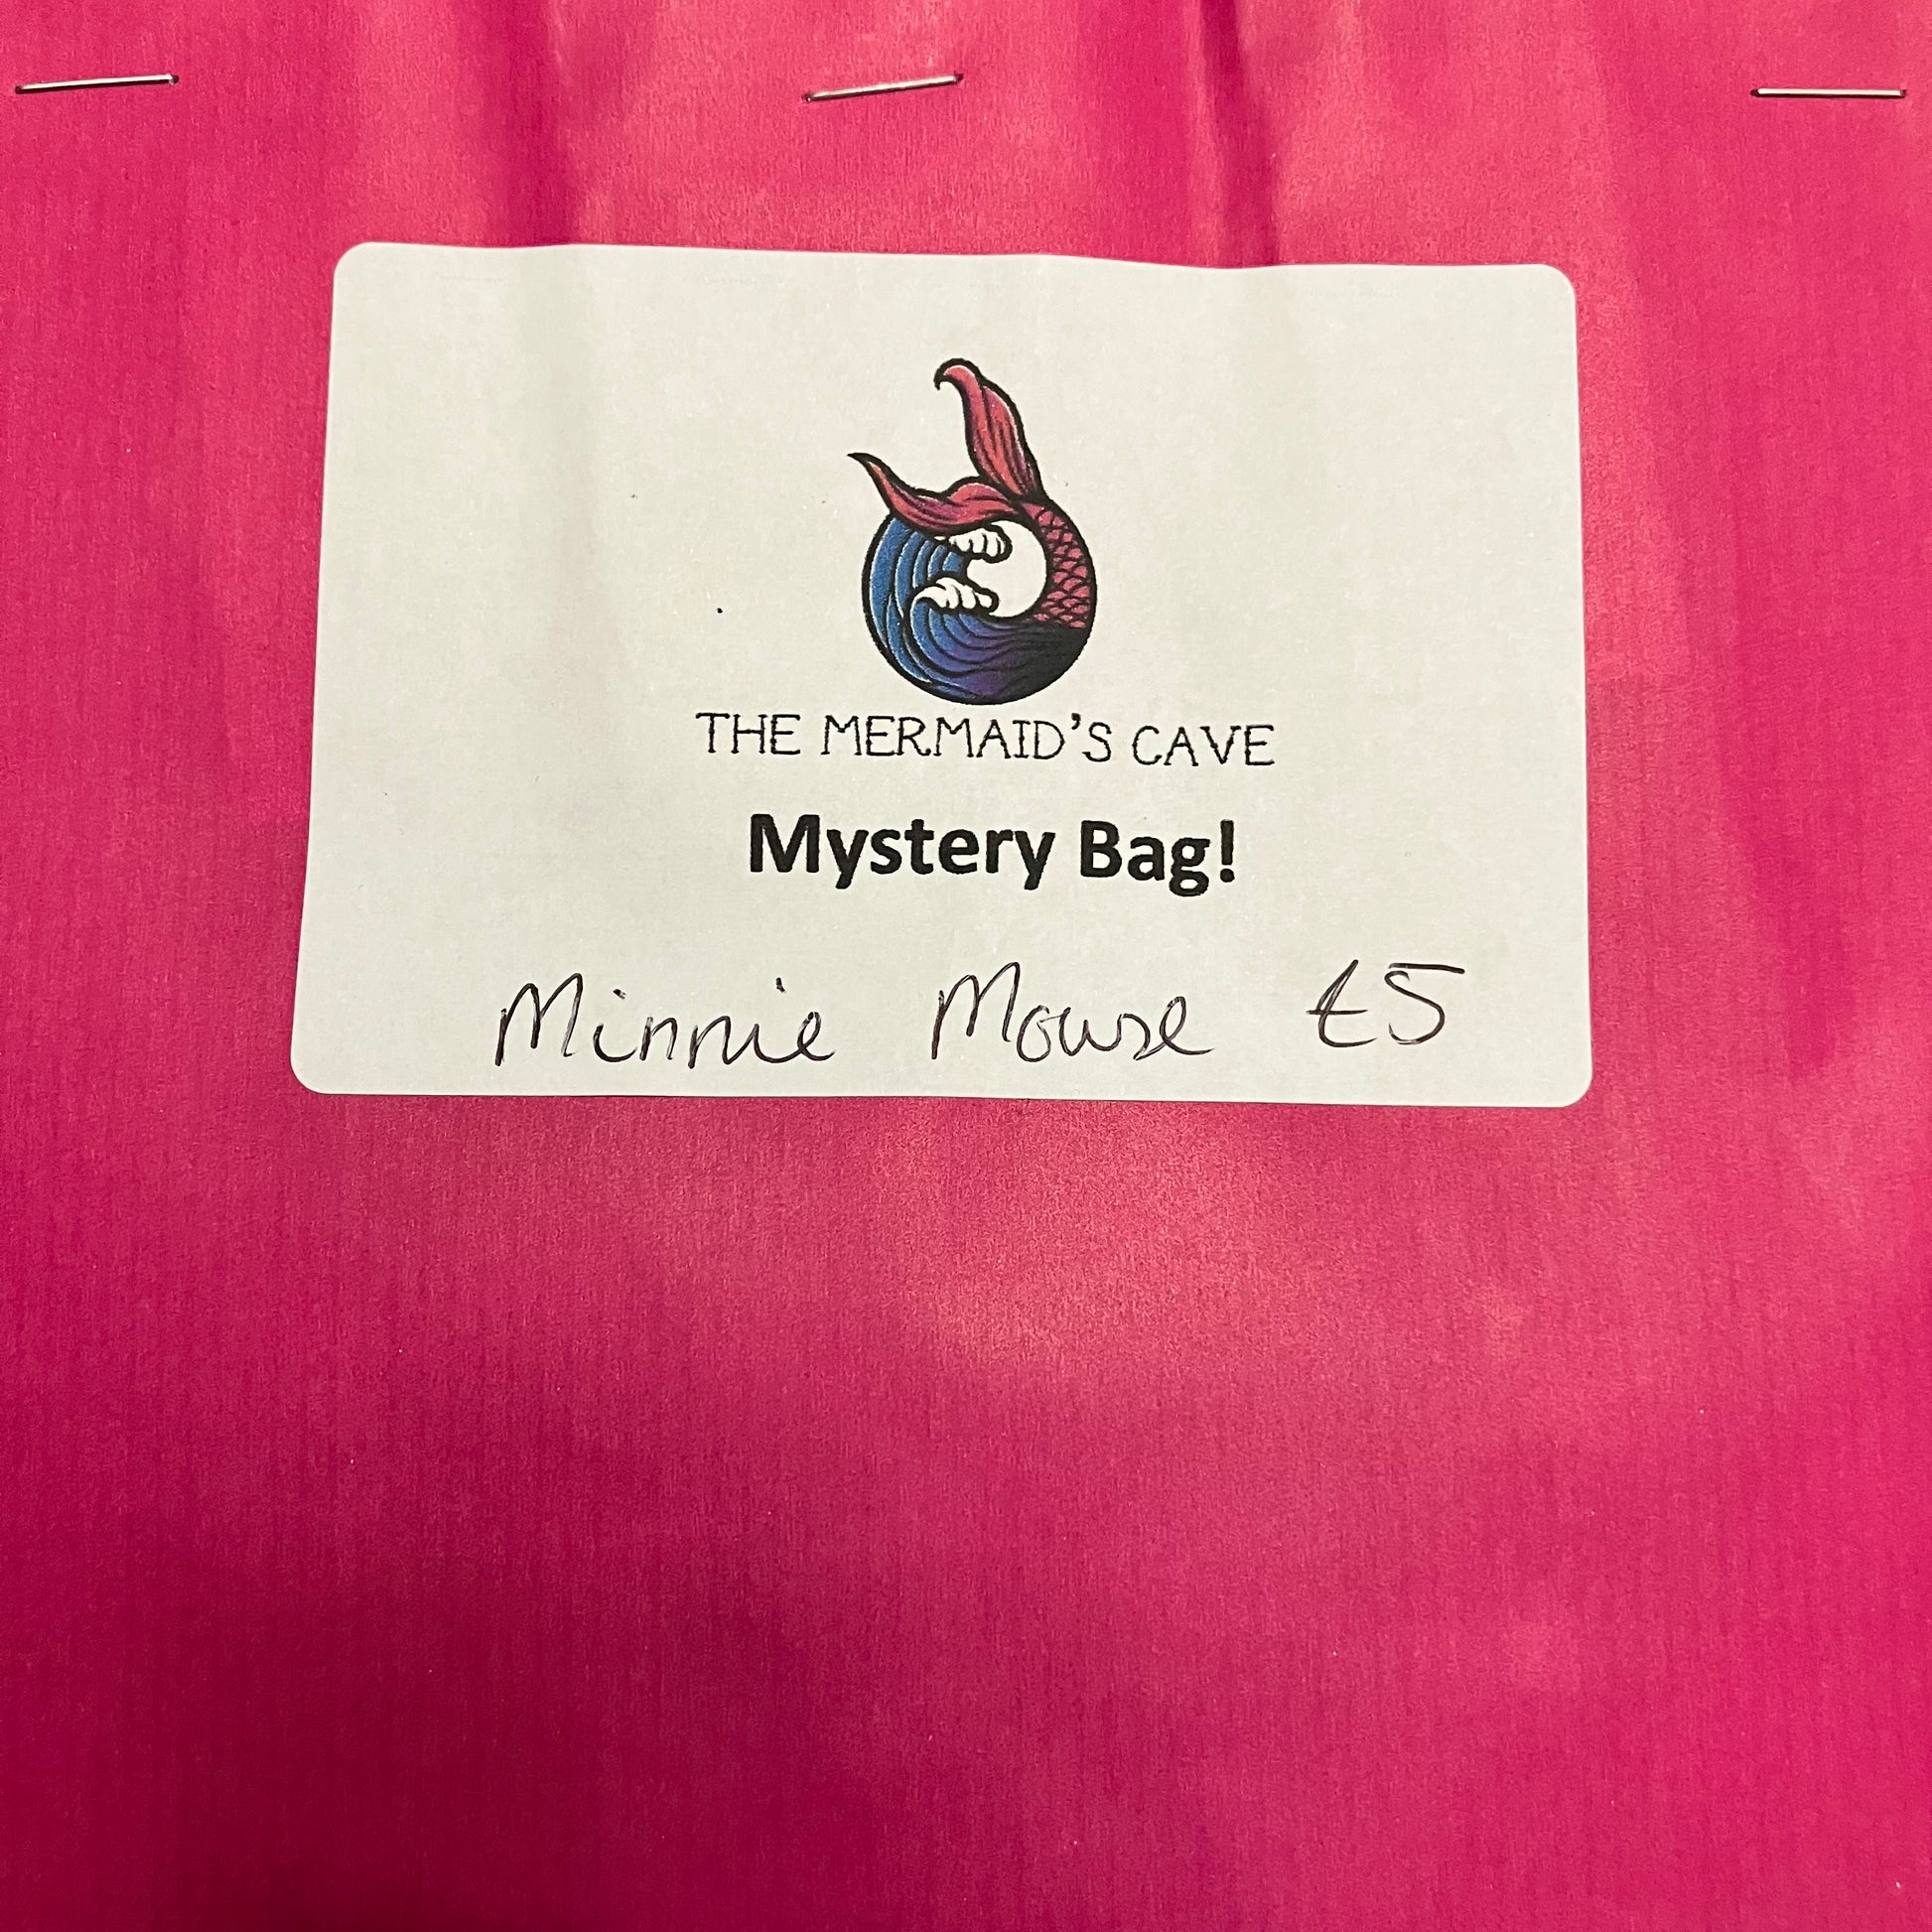 THE MERMAID'S CAVE
Mystery Bag!
Minnie Mouse £5